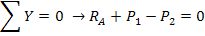 ∑ Y = 0 → R_A + P_1 − P_2 = 0